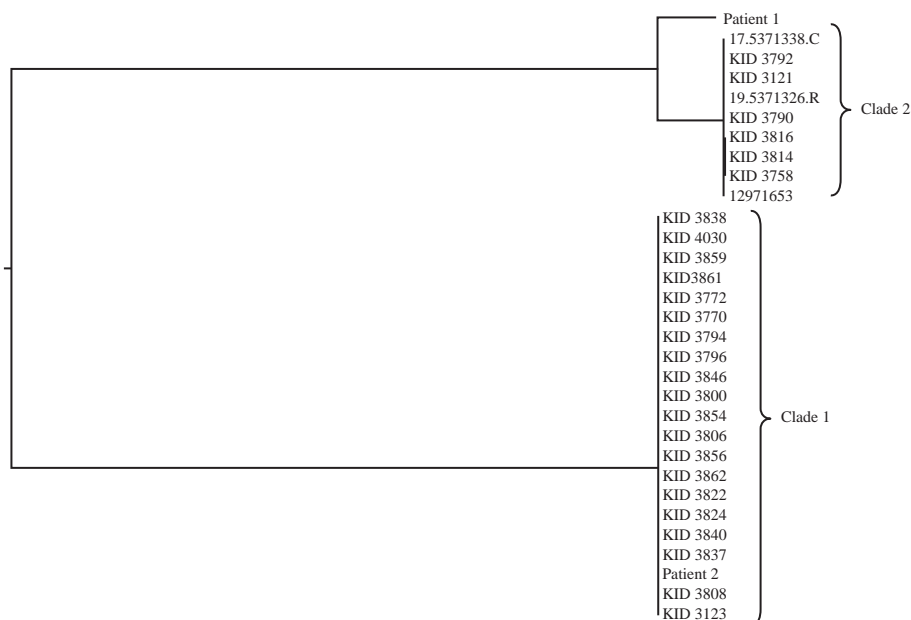 Patient 1
17.5371338.C
KID 3792
KID 3121
19.5371326.R
KID 3790
KID 3816
KID 3814
KID 3758
12971653
Clade 2
KID 3838
KID 4030
KID 3859
KID3861
KID 3772
KID 3770
KID 3794
KID 3796
KID 3846
KID 3800
KID 3854
KID 3806
KID 3856
KID 3862
KID 3822
KID 3824
KID 3840
KID 3837
Patient 2
KID 3808
KID 3123
Clade 1